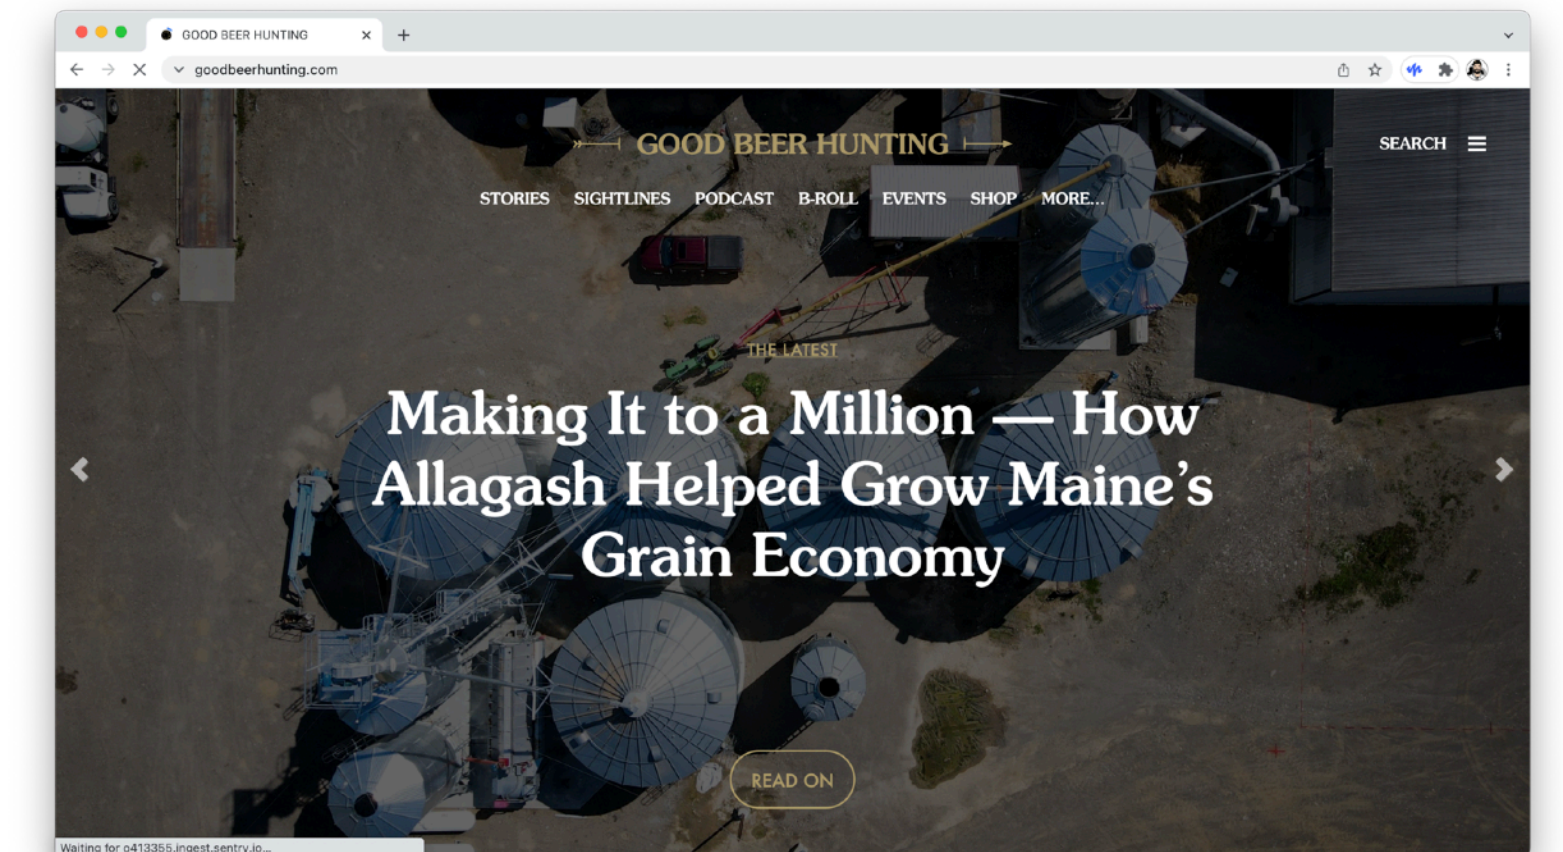 GOOD BEER HUNTING
goodbeerhunting.com
GOOD BEER HUNTING
SEARCH
STORIES SIGHTLINES PODCAST B-ROLL EVENTS SHOP MORE...
THE LATEST
Making It to a Million — How
Allagash Helped Grow Maine’s
Grain Economy
READ ON
Waiting for o413355.ingest.sentry.io...